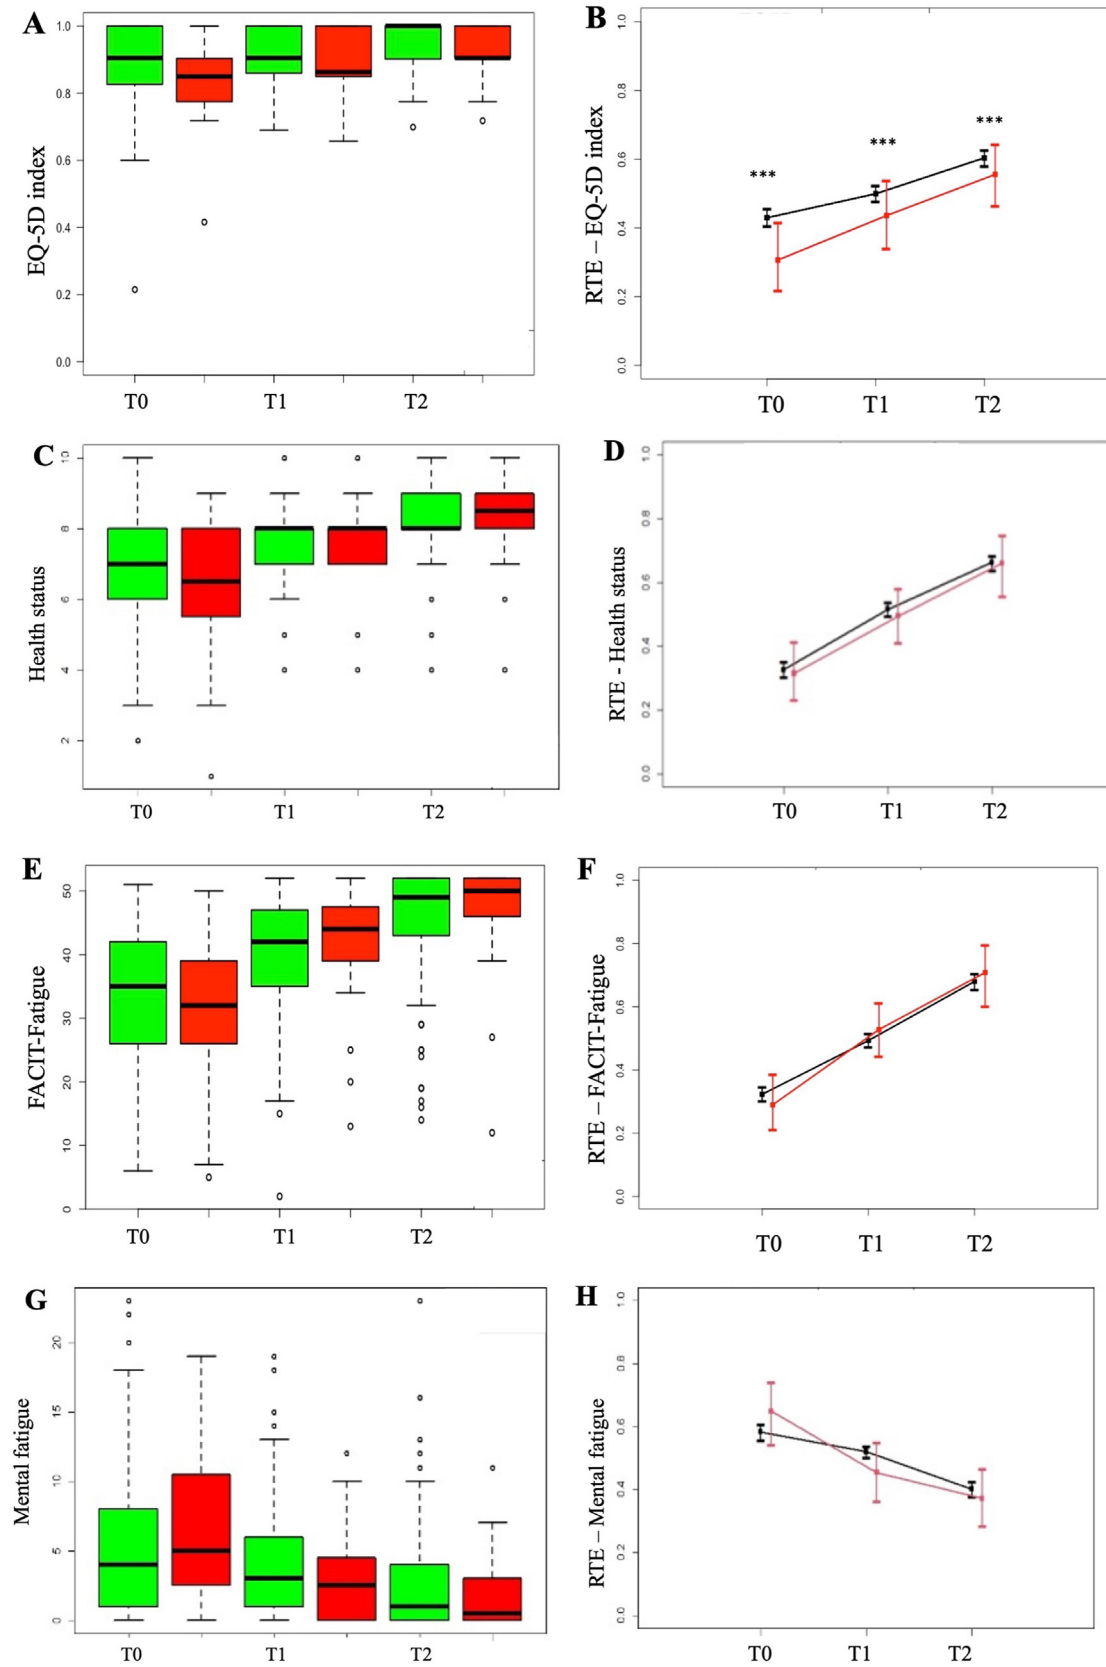 A
EQ-5D index
1.0
0.8
0.6
0.4
0.2
0.0
T0 T1 T2
B
RTE – EQ-5D index
1.0
0.8
0.6
0.4
0.2
0.0
*** *** ***
T0 T1 T2
C
Health status
10
8
6
4
2
T0 T1 T2
D
RTE - Health status
1.0
0.8
0.6
0.4
0.2
0.0
T0 T1 T2
E
FACIT-Fatigue
50
40
30
20
10
0
T0 T1 T2
F
RTE – FACIT-Fatigue
1.0
0.8
0.6
0.4
0.2
0.0
T0 T1 T2
G
Mental fatigue
20
15
10
5
0
T0 T1 T2
H
RTE – Mental fatigue
1.0
0.8
0.6
0.4
0.2
0.0
T0 T1 T2